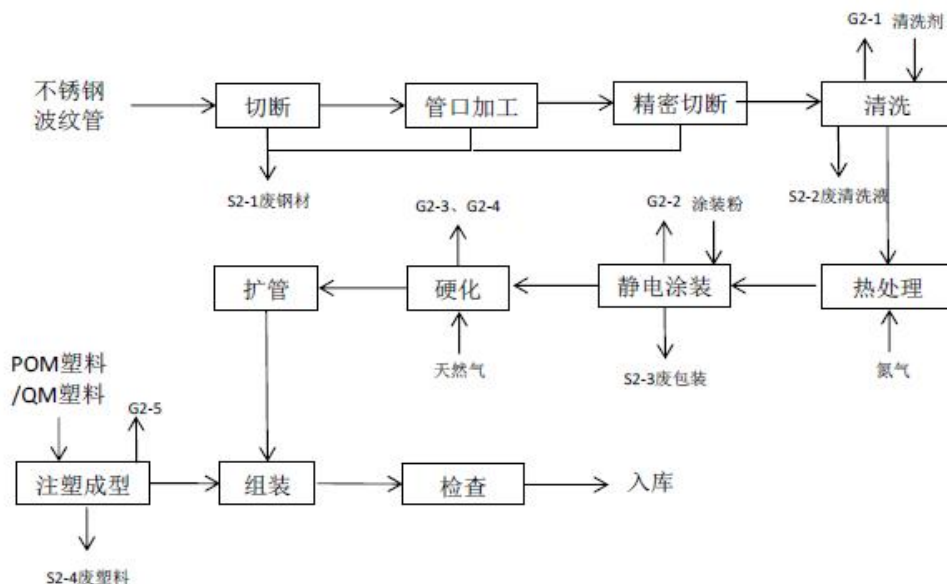 G2-1
清洗剂
不锈钢
波纹管
切断
管口加工
精密切断
清洗
S2-1废钢材
S2-2废清洗液
G2-3、G2-4
G2-2
涂装粉
扩管
硬化
静电涂装
热处理
天然气
S2-3废包装
氮气
POM塑料
/QM塑料
G2-5
注塑成型
组装
检查
入库
S2-4废塑料